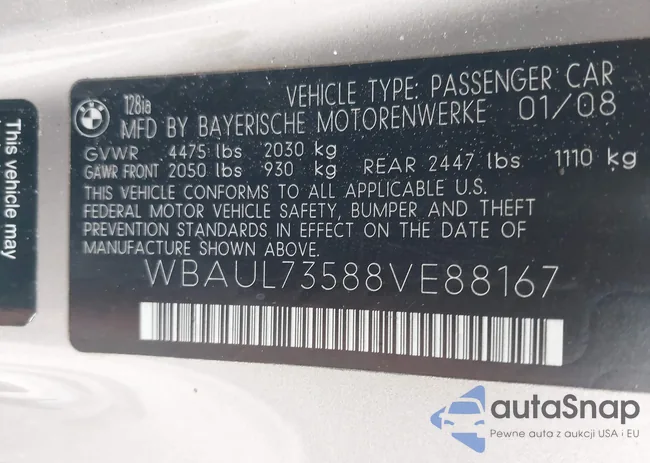 This vehicle may
BMW
128ia
VEHICLE TYPE: PASSENGER CAR
MFD BY BAYERISCHE MOTORENWERKE 01/08
GVWR 4475 lbs 2030 kg
GAWR FRONT 2050 lbs 930 kg REAR 2447 lbs 1110 kg
THIS VEHICLE CONFORMS TO ALL APPLICABLE U.S.
FEDERAL MOTOR VEHICLE SAFETY, BUMPER AND THEFT
PREVENTION STANDARDS IN EFFECT ON THE DATE OF
MANUFACTURE SHOWN ABOVE.
WBAUL73588VE88167
autaSnap
Pewne auta z aukcji USA i EU